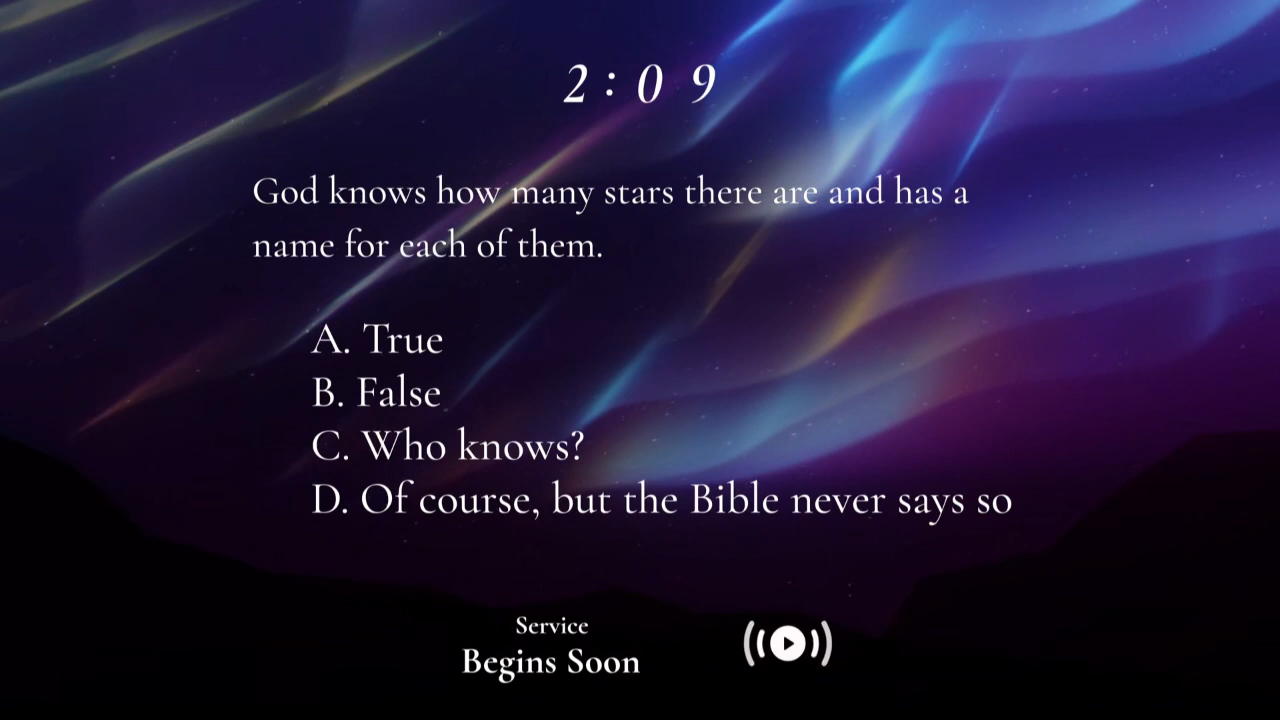 2:09
God knows how many stars there are and has a
name for each of them.
A. True
B. False
C. Who knows?
D. Of course, but the Bible never says so
Service
Begins Soon